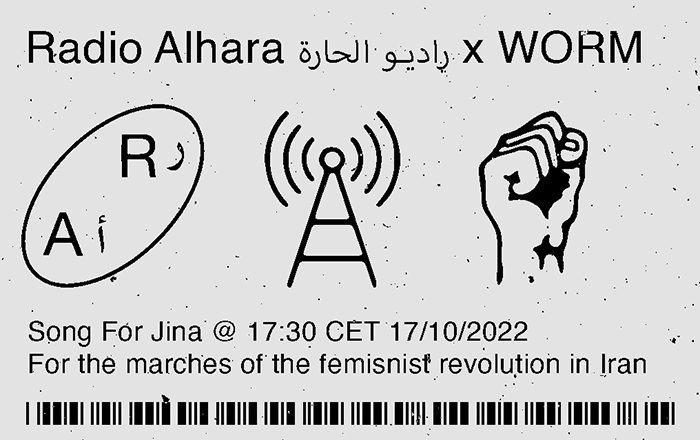 Radio Alhara راديو الحارة x WORM
R ر
A أ
Song For Jina @ 17:30 CET 17/10/2022
For the marches of the femisnist revolution in Iran